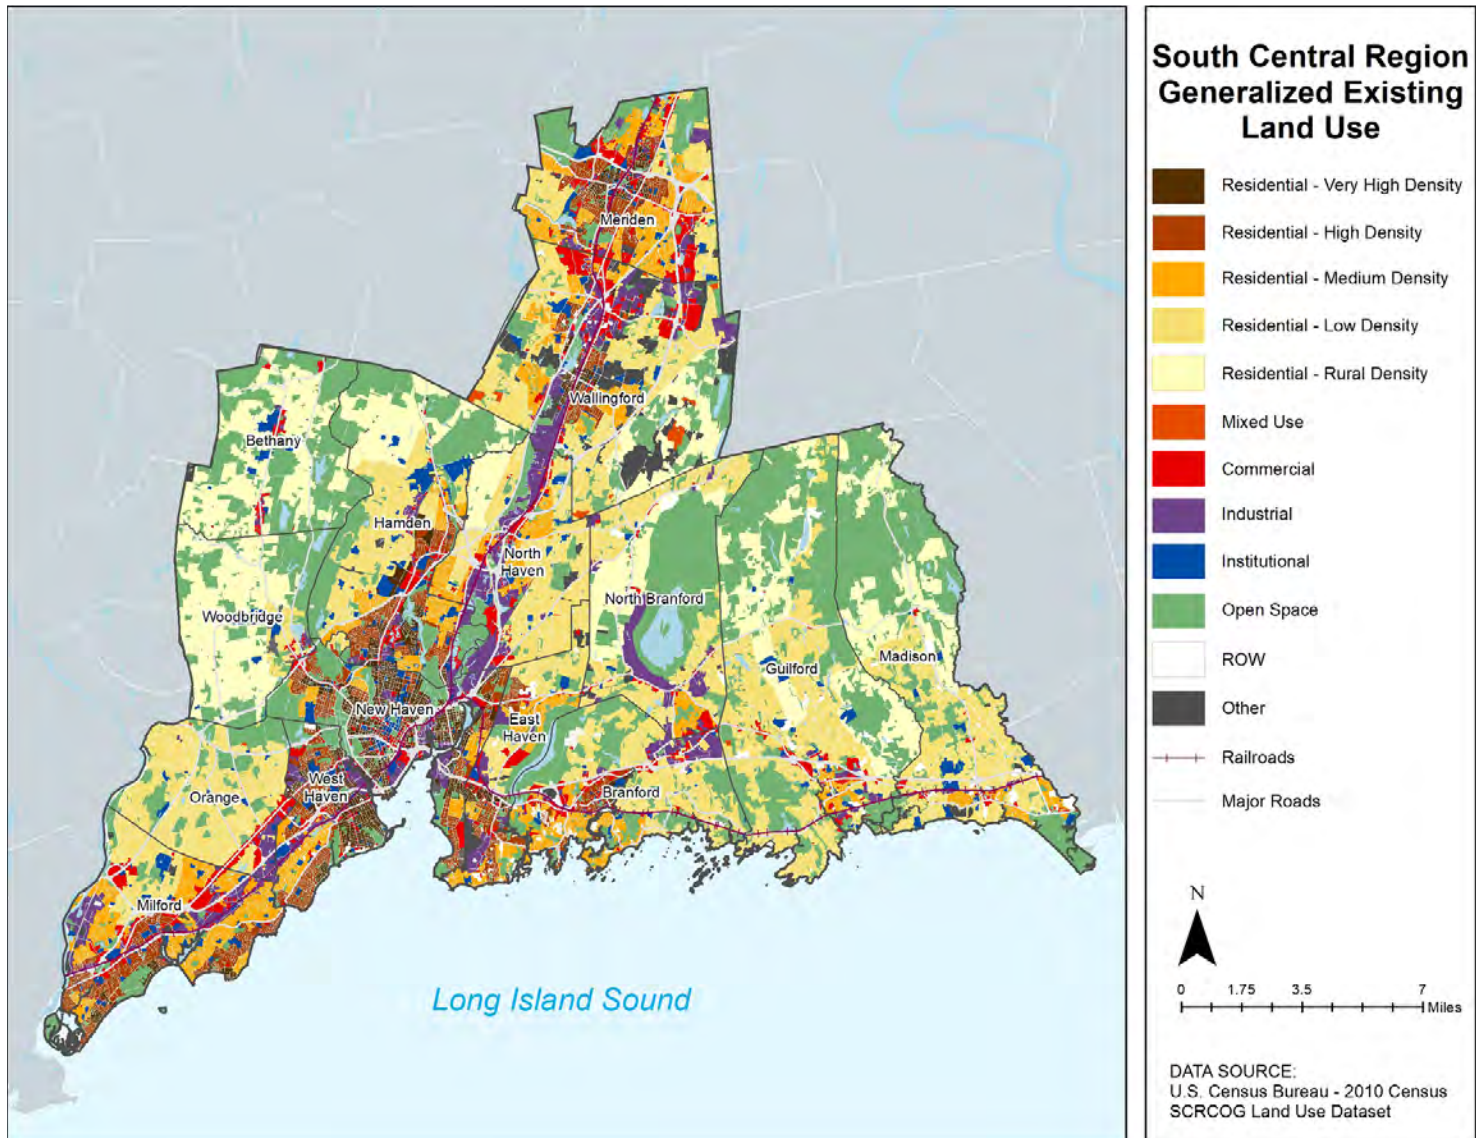 Meriden
Wallingford
Bethany
Hamden
North
Haven
Woodbridge
North Branford
Guilford
Madison
New Haven
East
Haven
West
Haven
Orange
Branford
Milford
Long Island Sound
South Central Region
Generalized Existing
Land Use
Residential - Very High Density
Residential - High Density
Residential - Medium Density
Residential - Low Density
Residential - Rural Density
Mixed Use
Commercial
Industrial
Institutional
Open Space
ROW
Other
Railroads
Major Roads
N
0 1.75 3.5 7
Miles
DATA SOURCE:
U.S. Census Bureau - 2010 Census
SCRCOG Land Use Dataset